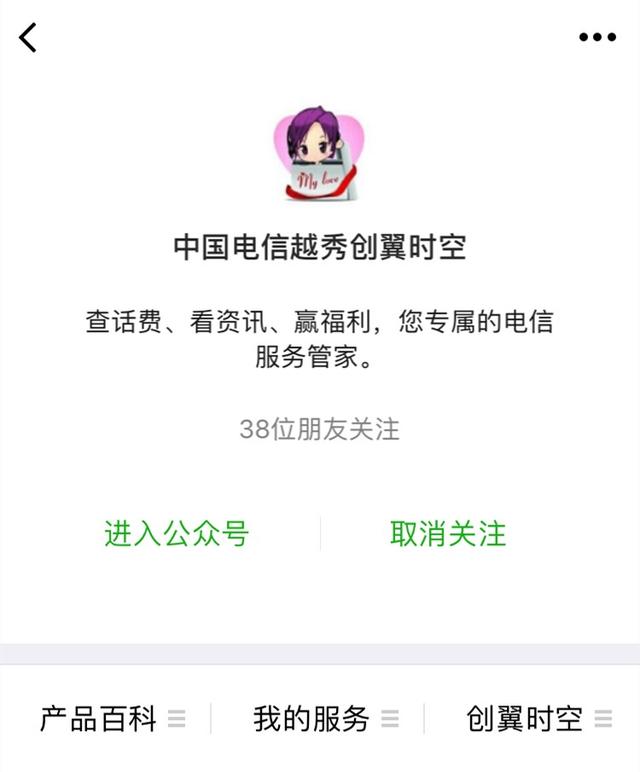 My love
中国电信越秀创翼时空
查话费、看资讯、赢福利，您专属的电信
服务管家。
38位朋友关注
进入公众号
取消关注
产品百科
我的服务
创翼时空